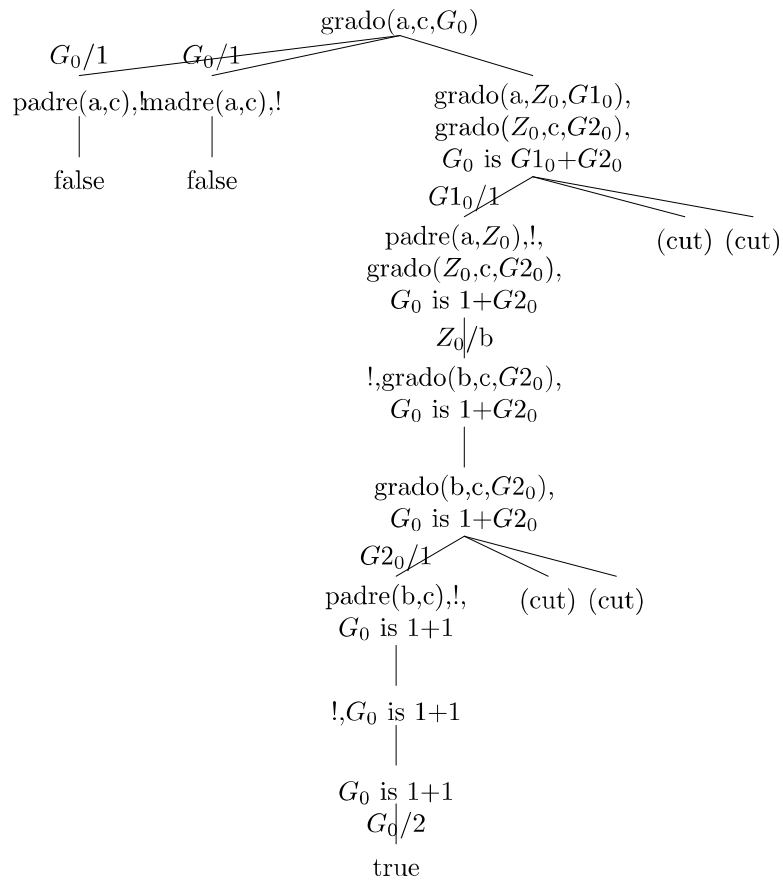 grado(a,c,G₀)
G₀/1 G₀/1
padre(a,c),! madre(a,c),!
grado(a,Z₀,G1₀),
grado(Z₀,c,G2₀),
G₀ is G1₀+G2₀
false false
G1₀/1
padre(a,Z₀),!,
grado(Z₀,c,G2₀),
G₀ is 1+G2₀
(cut) (cut)
Z₀/b
!,grado(b,c,G2₀),
G₀ is 1+G2₀
grado(b,c,G2₀),
G₀ is 1+G2₀
G2₀/1
padre(b,c),!,
G₀ is 1+1
(cut) (cut)
!,G₀ is 1+1
G₀ is 1+1
G₀/2
true